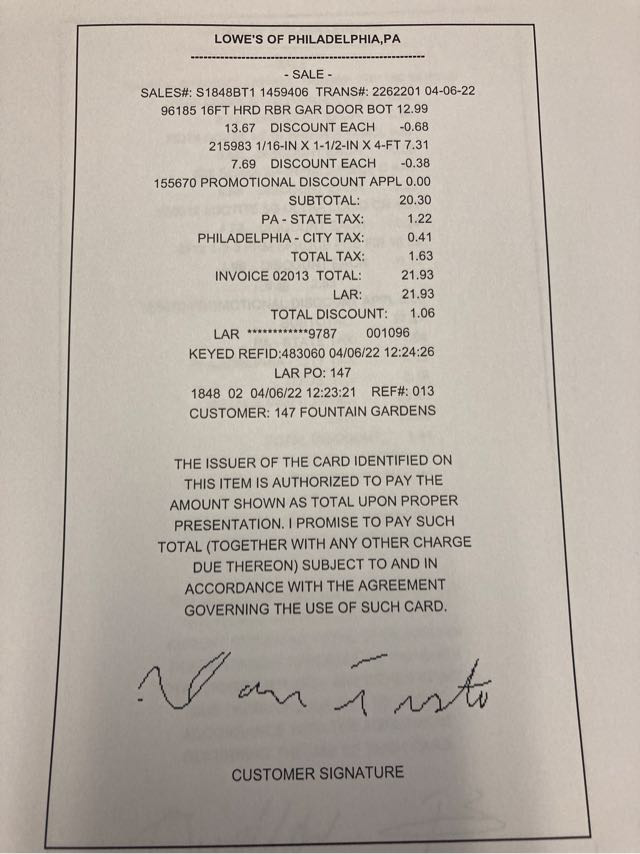 LOWE'S OF PHILADELPHIA,PA
--------------------------------------------------
- SALE -
SALES#: S1848BT1 1459406 TRANS#: 2262201 04-06-22
96185 16FT HRD RBR GAR DOOR BOT 12.99
13.67 DISCOUNT EACH -0.68
215983 1/16-IN X 1-1/2-IN X 4-FT 7.31
7.69 DISCOUNT EACH -0.38
155670 PROMOTIONAL DISCOUNT APPL 0.00
SUBTOTAL: 20.30
PA - STATE TAX: 1.22
PHILADELPHIA - CITY TAX: 0.41
TOTAL TAX: 1.63
INVOICE 02013 TOTAL: 21.93
LAR: 21.93
TOTAL DISCOUNT: 1.06
LAR ************9787 001096
KEYED REFID:483060 04/06/22 12:24:26
LAR PO: 147
1848 02 04/06/22 12:23:21 REF#: 013
CUSTOMER: 147 FOUNTAIN GARDENS
THE ISSUER OF THE CARD IDENTIFIED ON
THIS ITEM IS AUTHORIZED TO PAY THE
AMOUNT SHOWN AS TOTAL UPON PROPER
PRESENTATION. I PROMISE TO PAY SUCH
TOTAL (TOGETHER WITH ANY OTHER CHARGE
DUE THEREON) SUBJECT TO AND IN
ACCORDANCE WITH THE AGREEMENT
GOVERNING THE USE OF SUCH CARD.
CUSTOMER SIGNATURE